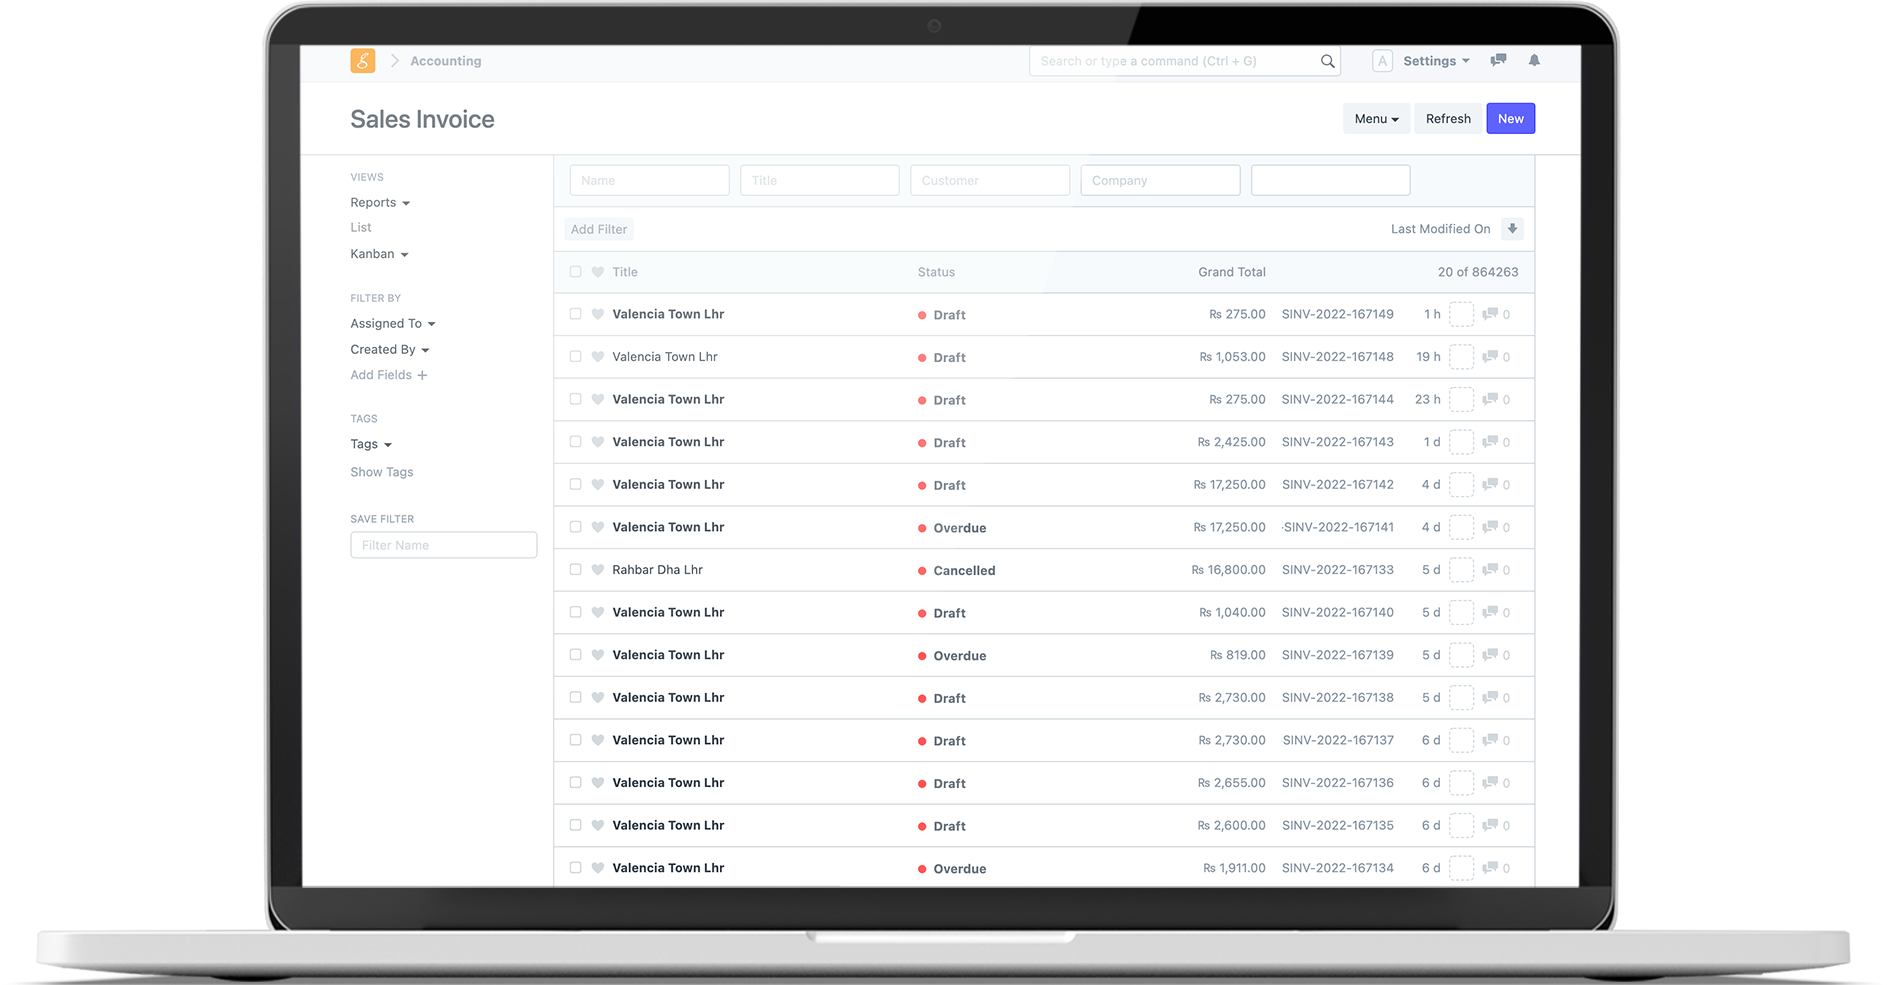 Accounting
Search or type a command (Ctrl + G)
A Settings
Sales Invoice
Menu Refresh New
VIEWS
Reports
List
Kanban
FILTER BY
Assigned To
Created By
Add Fields +
TAGS
Tags
Show Tags
SAVE FILTER
Filter Name
Name Title Customer Company
Add Filter Last Modified On
Title Status Grand Total 20 of 864263
Valencia Town Lhr Draft Rs 275.00 SINV-2022-167149 1 h 0
Valencia Town Lhr Draft Rs 1,053.00 SINV-2022-167148 19 h 0
Valencia Town Lhr Draft Rs 275.00 SINV-2022-167144 23 h 0
Valencia Town Lhr Draft Rs 2,425.00 SINV-2022-167143 1 d 0
Valencia Town Lhr Draft Rs 17,250.00 SINV-2022-167142 4 d 0
Valencia Town Lhr Overdue Rs 17,250.00 -SINV-2022-167141 4 d 0
Rahbar Dha Lhr Cancelled Rs 16,800.00 SINV-2022-167133 5 d 0
Valencia Town Lhr Draft Rs 1,040.00 SINV-2022-167140 5 d 0
Valencia Town Lhr Overdue Rs 819.00 SINV-2022-167139 5 d 0
Valencia Town Lhr Draft Rs 2,730.00 SINV-2022-167138 5 d 0
Valencia Town Lhr Draft Rs 2,730.00 SINV-2022-167137 6 d 0
Valencia Town Lhr Draft Rs 2,655.00 SINV-2022-167136 6 d 0
Valencia Town Lhr Draft Rs 2,600.00 SINV-2022-167135 6 d 0
Valencia Town Lhr Overdue Rs 1,911.00 SINV-2022-167134 6 d 0